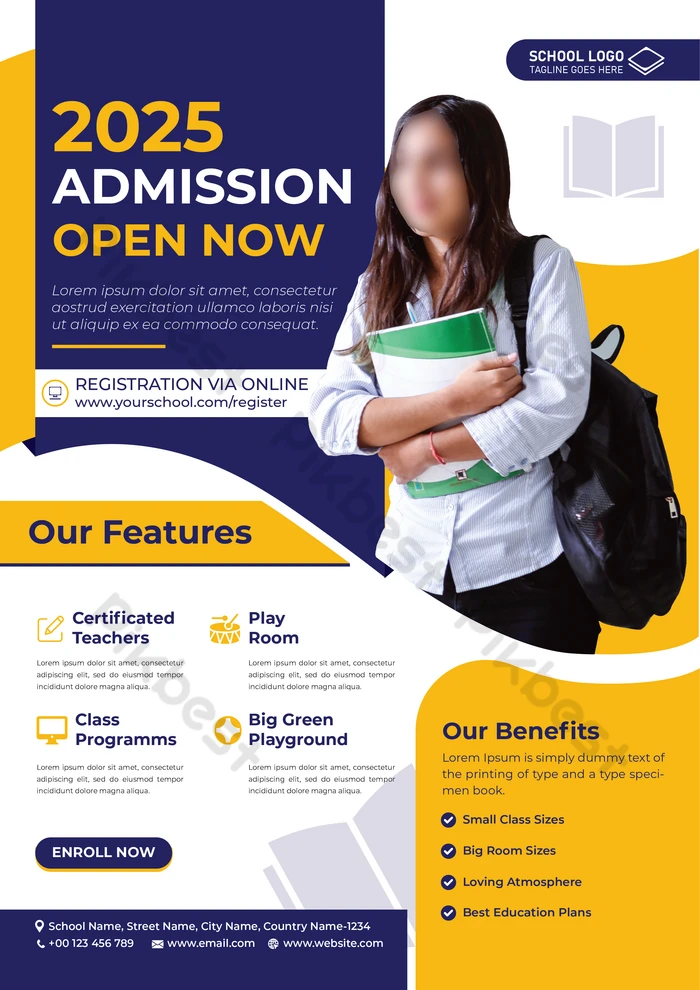 SCHOOL LOGO
TAGLINE GOES HERE
2025
ADMISSION
OPEN NOW
Lorem ipsum dolor sit amet, consectetur
aostrud exercitation ullamco laboris nisi
ut aliquip ex ea commodo consequat.
REGISTRATION VIA ONLINE
www.yourschool.com/register
Our Features
Certificated
Teachers
Lorem ipsum dolor sit amet, consectetur
adipiscing elit, sed do eiusmod tempor
incididunt dolore magna aliqua.
Play
Room
Lorem ipsum dolor sit amet, consectetur
adipiscing elit, sed do eiusmod tempor
incididunt dolore magna aliqua.
Class
Programms
Lorem ipsum dolor sit amet, consectetur
adipiscing elit, sed do eiusmod tempor
incididunt dolore magna aliqua.
Big Green
Playground
Lorem ipsum dolor sit amet, consectetur
adipiscing elit, sed do eiusmod tempor
incididunt dolore magna aliqua.
ENROLL NOW
Our Benefits
Lorem Ipsum is simply dummy text of
the printing of type and a type speci-
men book.
Small Class Sizes
Big Room Sizes
Loving Atmosphere
Best Education Plans
School Name, Street Name, City Name, Country Name-1234
+00 123 456 789 www.email.com www.website.com
pikbest
pikbest
pikbest
pikbest